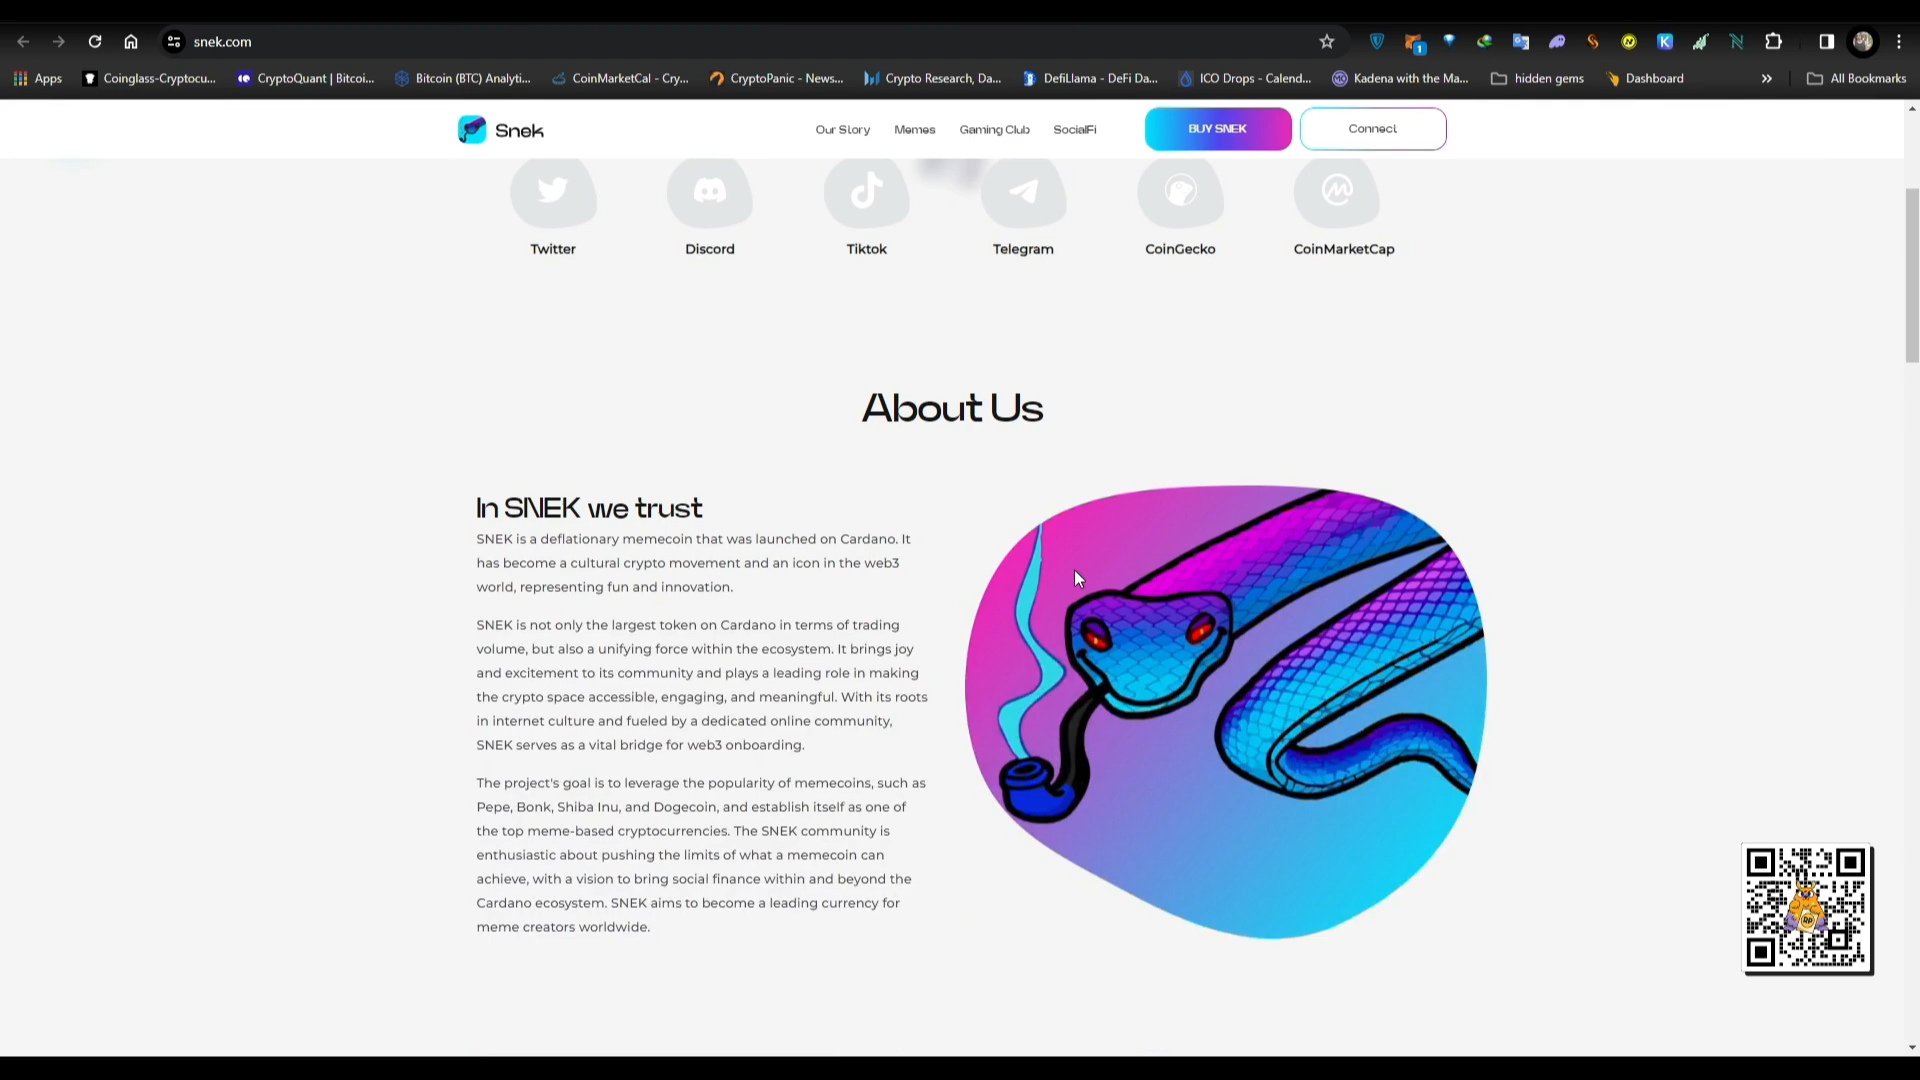 snek.com
1
Apps
Coinglass-Cryptocu...
CryptoQuant | Bitcoi...
Bitcoin (BTC) Analyti...
CoinMarketCal - Cry...
CryptoPanic - News...
Crypto Research, Da...
DefiLlama - DeFi Da...
ICO Drops - Calend...
Kadena with the Ma...
hidden gems
Dashboard
All Bookmarks
Snek
Our Story
Memes
Gaming Club
SocialFi
BUY SNEK
Connect
Twitter
Discord
Tiktok
Telegram
CoinGecko
CoinMarketCap
About Us
In SNEK we trust
SNEK is a deflationary memecoin that was launched on Cardano. It
has become a cultural crypto movement and an icon in the web3
world, representing fun and innovation.
SNEK is not only the largest token on Cardano in terms of trading
volume, but also a unifying force within the ecosystem. It brings joy
and excitement to its community and plays a leading role in making
the crypto space accessible, engaging, and meaningful. With its roots
in internet culture and fueled by a dedicated online community,
SNEK serves as a vital bridge for web3 onboarding.
The project's goal is to leverage the popularity of memecoins, such as
Pepe, Bonk, Shiba Inu, and Dogecoin, and establish itself as one of
the top meme-based cryptocurrencies. The SNEK community is
enthusiastic about pushing the limits of what a memecoin can
achieve, with a vision to bring social finance within and beyond the
Cardano ecosystem. SNEK aims to become a leading currency for
meme creators worldwide.
RP